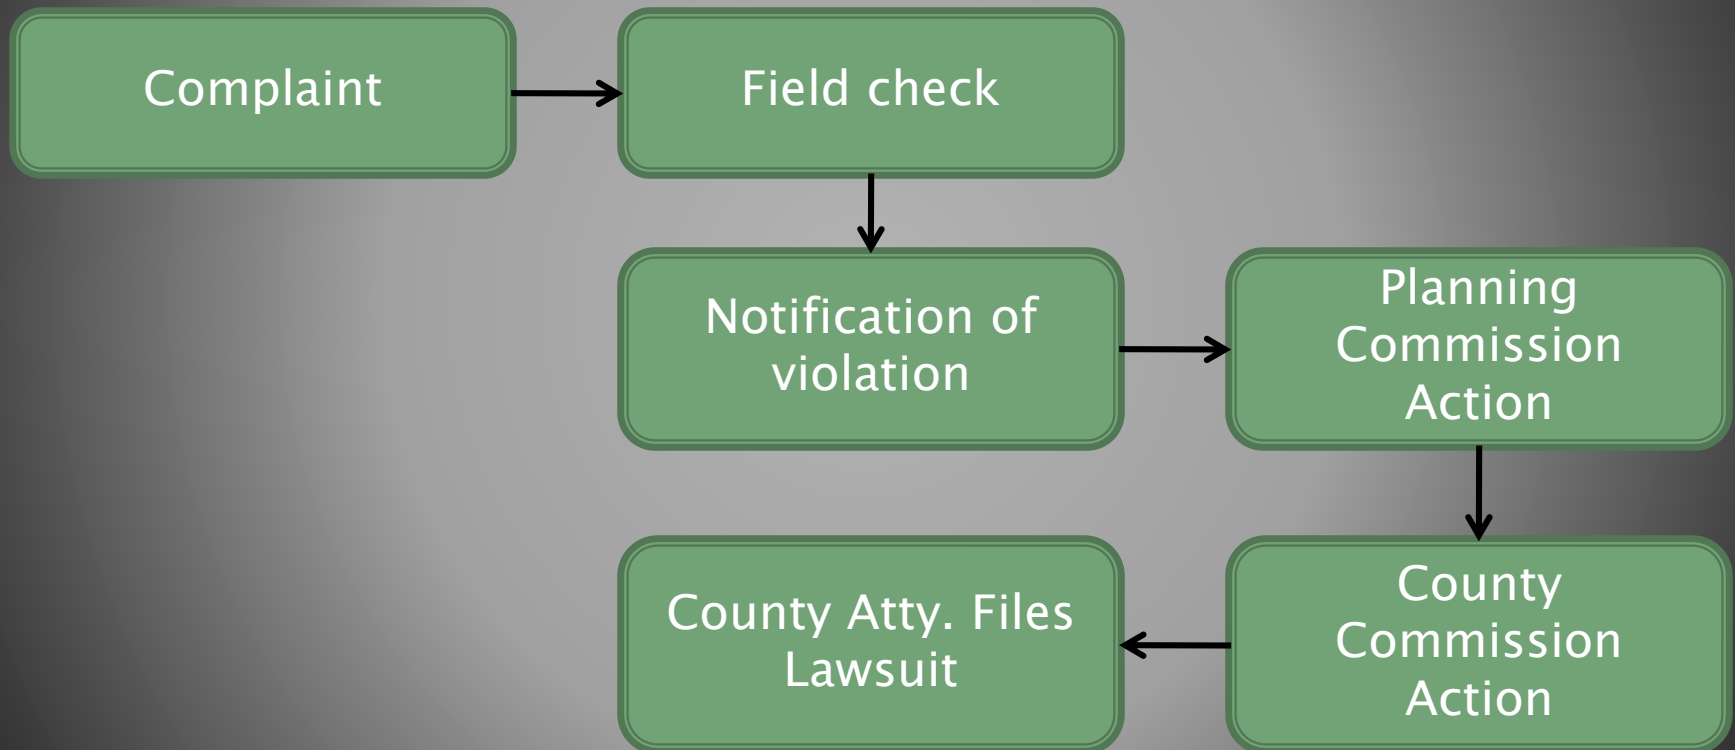 Complaint
Field check
Notification of
violation
Planning
Commission
Action
County
Commission
Action
County Atty. Files
Lawsuit